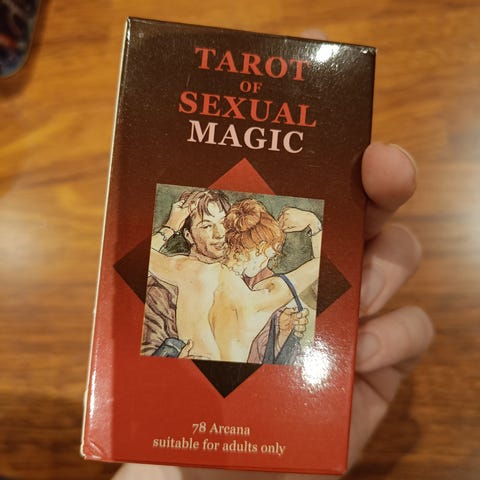 TAROT
OF
SEXUAL
MAGIC
78 Arcana
suitable for adults only